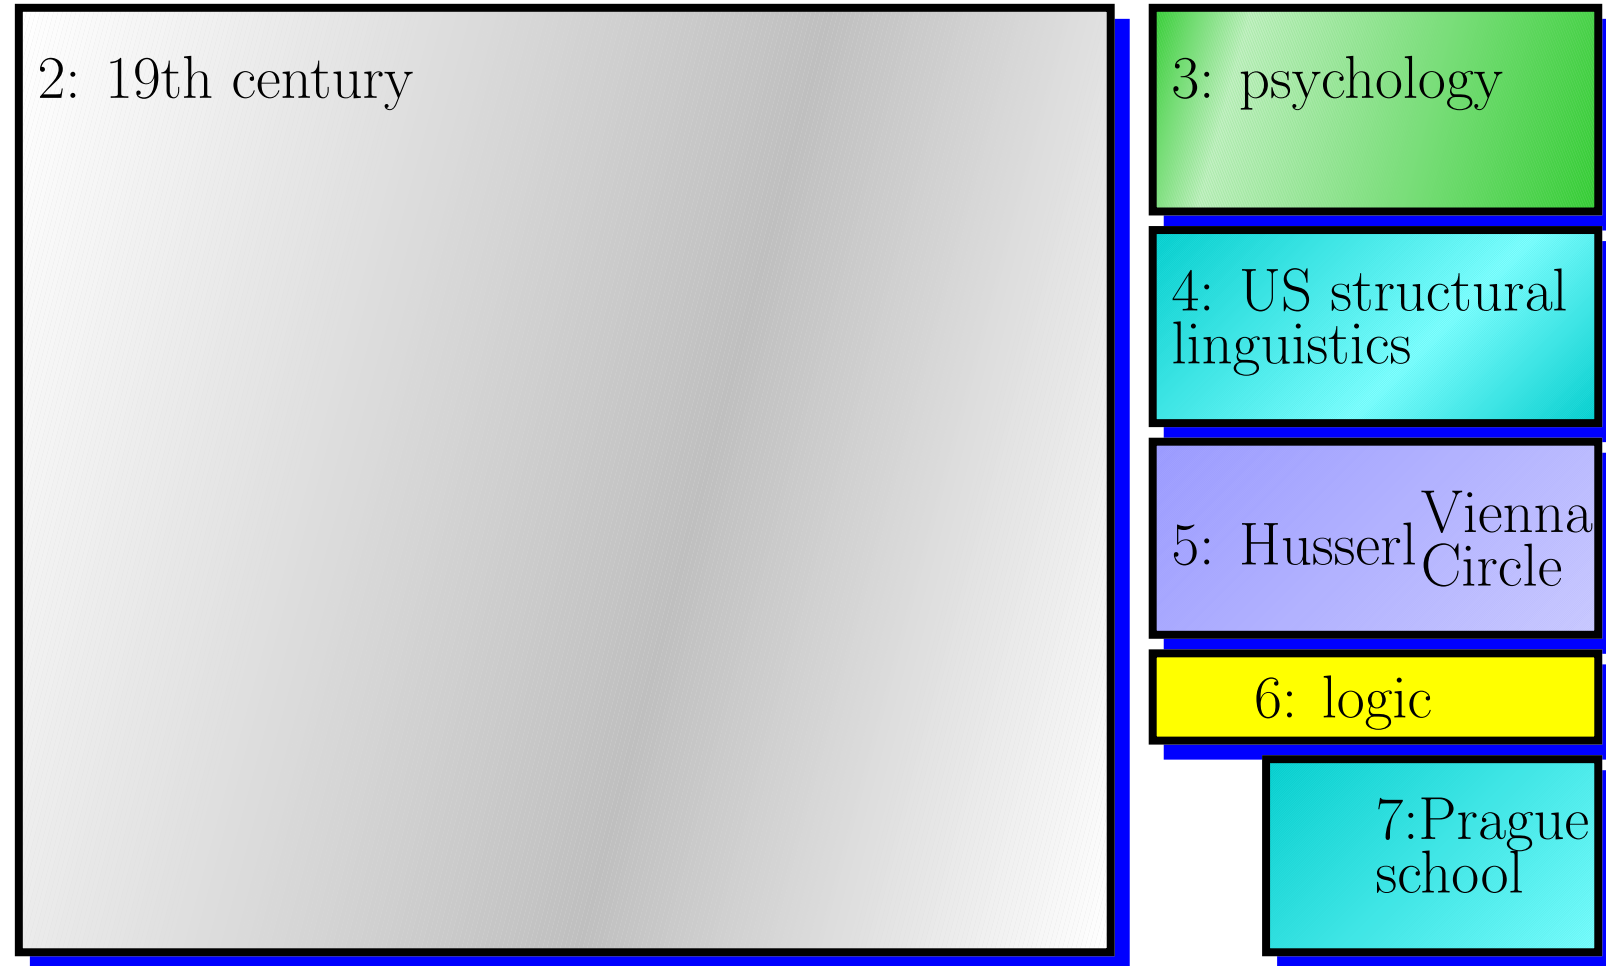 2: 19th century
3: psychology
4: US structural
linguistics
5: Husserl Vienna
Circle
6: logic
7:Prague
school